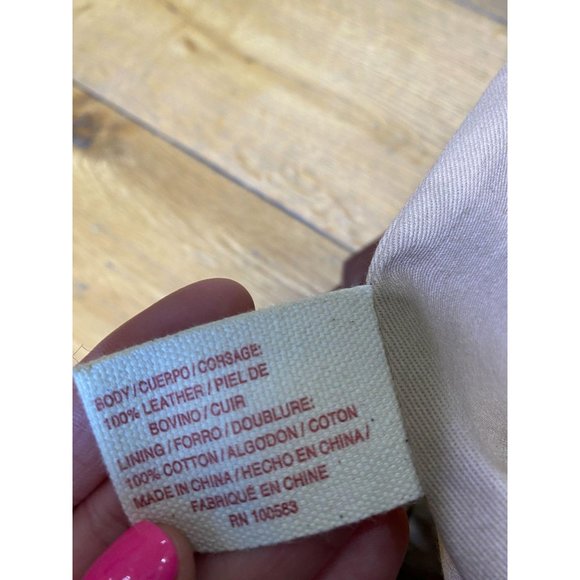 BODY / CUERPO / CORSAGE:
100% LEATHER / PIEL DE
BOVINO / CUIR
LINING / FORRO / DOUBLURE:
100% COTTON / ALGODON / COTON
MADE IN CHINA / HECHO EN CHINA /
FABRIQUÉ EN CHINE
RN 100583